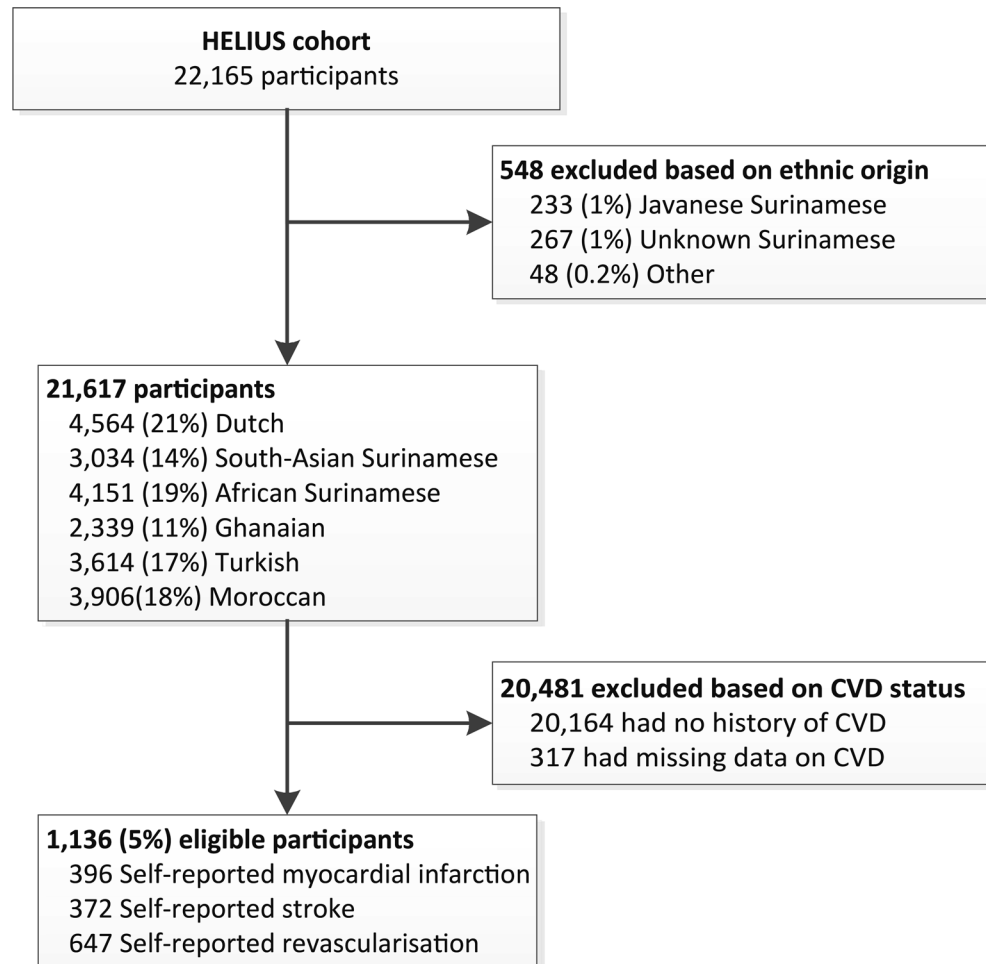 HELIUS cohort
22,165 participants
548 excluded based on ethnic origin
233 (1%) Javanese Surinamese
267 (1%) Unknown Surinamese
48 (0.2%) Other
21,617 participants
4,564 (21%) Dutch
3,034 (14%) South-Asian Surinamese
4,151 (19%) African Surinamese
2,339 (11%) Ghanaian
3,614 (17%) Turkish
3,906(18%) Moroccan
20,481 excluded based on CVD status
20,164 had no history of CVD
317 had missing data on CVD
1,136 (5%) eligible participants
396 Self-reported myocardial infarction
372 Self-reported stroke
647 Self-reported revascularisation